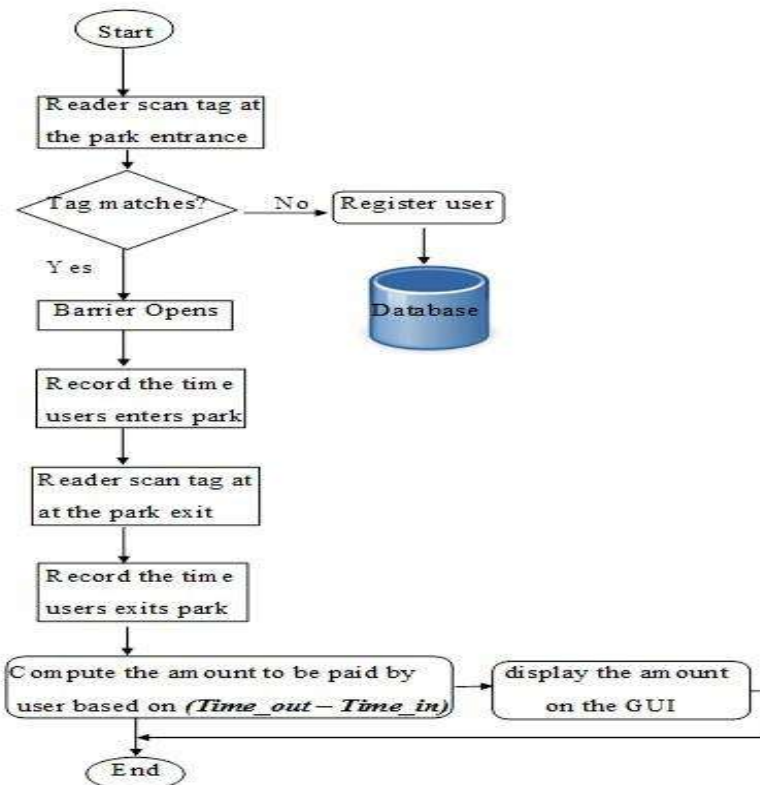 Start
Reader scan tag at
the park entrance
Tag matches?
No
Register user
Yes
Database
Barrier Opens
Record the time
users enters park
Reader scan tag at
at the park exit
Record the time
users exits park
Compute the amount to be paid by
user based on (Time_out – Time_in)
display the amount
on the GUI
End